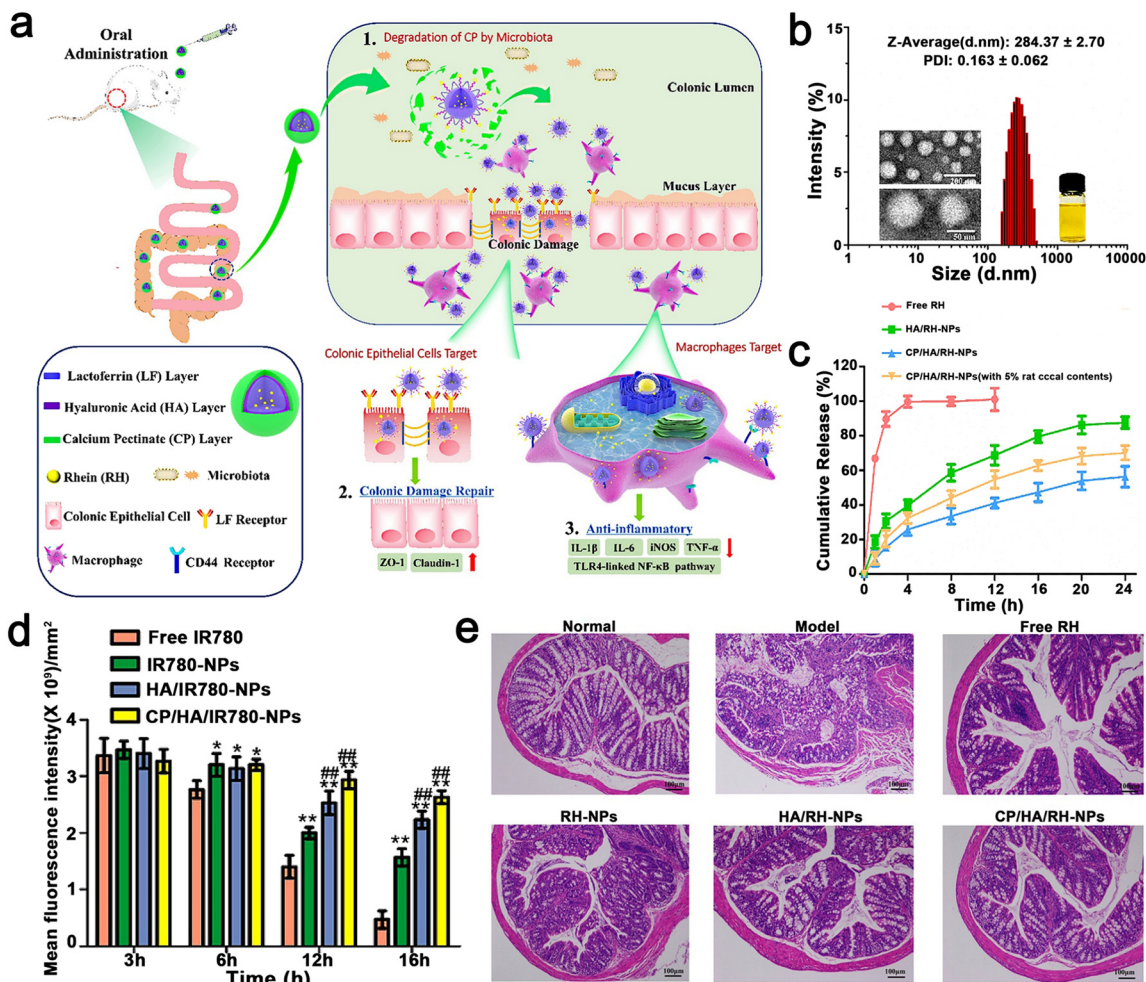 a
Oral
Administration
1. Degradation of CP by Microbiota
Colonic Lumen
Mucus Layer
Colonic Damage
Colonic Epithelial Cells Target
Macrophages Target
Lactoferrin (LF) Layer
Hyaluronic Acid (HA) Layer
Calcium Pectinate (CP) Layer
Rhein (RH)
Microbiota
Colonic Epithelial Cell
LF Receptor
Macrophage
CD44 Receptor
2. Colonic Damage Repair
ZO-1
Claudin-1
3. Anti-inflammatory
IL-1β
IL-6
iNOS
TNF-α
TLR4-linked NF-κB pathway
b
Z-Average(d.nm): 284.37 ± 2.70
PDI: 0.163 ± 0.062
Intensity (%)
15
10
5
0
200 nm
50 nm
1
10
100
1000
10000
Size (d.nm)
c
Free RH
HA/RH-NPs
CP/HA/RH-NPs
CP/HA/RH-NPs(with 5% rat cccal contents)
Cumulative Release (%)
120
100
80
60
40
20
0
0
4
8
12
16
20
24
Time (h)
d
Free IR780
IR780-NPs
HA/IR780-NPs
CP/HA/IR780-NPs
Mean fluorescence intensity(X 10⁹)/mm²
4
3
2
1
0
*
*
*
**
##
**
##
**
**
##
**
##
**
3h
6h
12h
16h
Time (h)
e
Normal
Model
Free RH
100μm
100μm
100μm
RH-NPs
HA/RH-NPs
CP/HA/RH-NPs
100μm
100μm
100μm